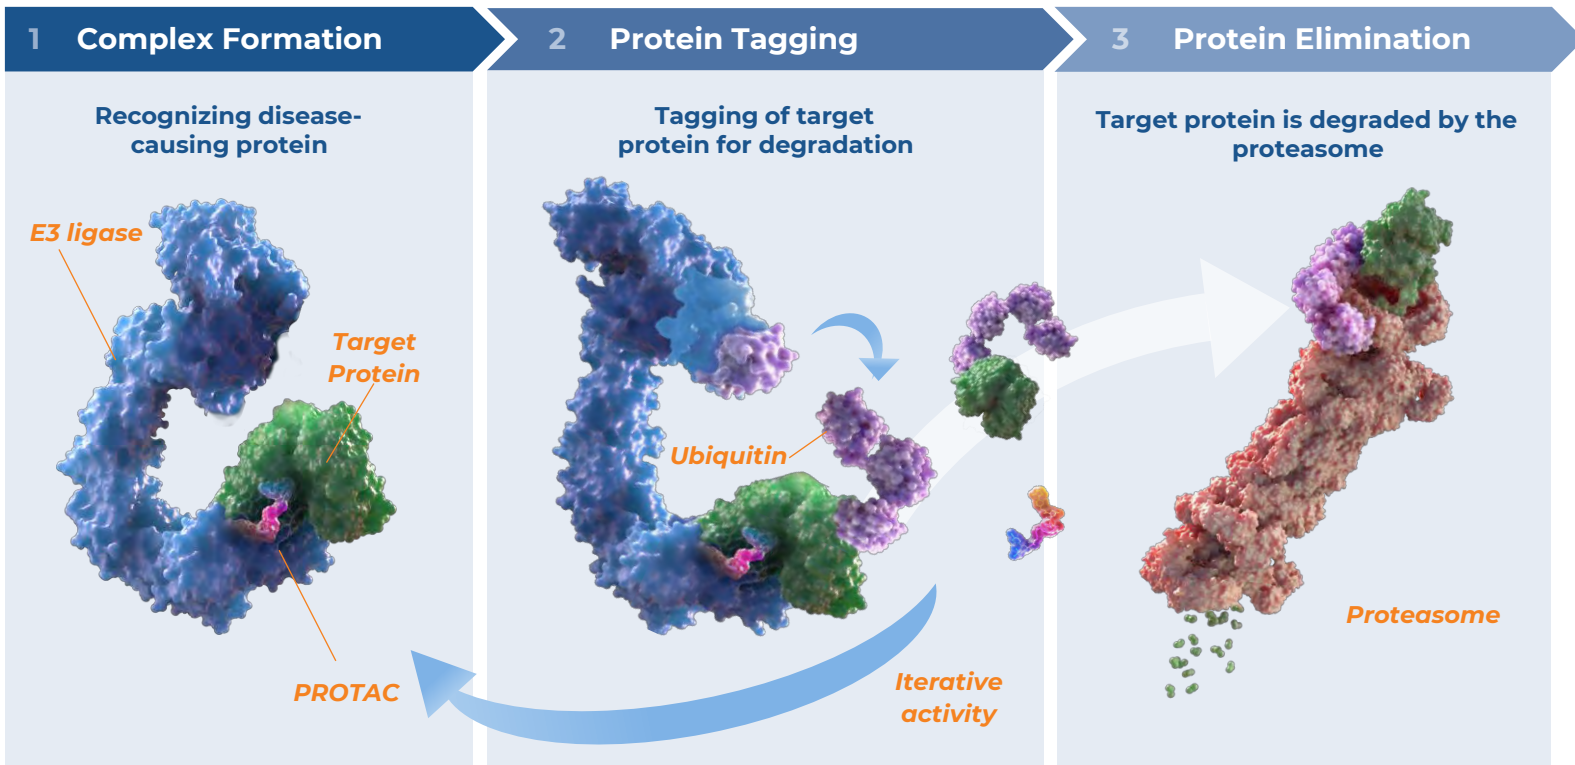 1 Complex Formation
Recognizing disease-
causing protein
E3 ligase
Target
Protein
PROTAC
2 Protein Tagging
Tagging of target
protein for degradation
Ubiquitin
Iterative
activity
3 Protein Elimination
Target protein is degraded by the
proteasome
Proteasome